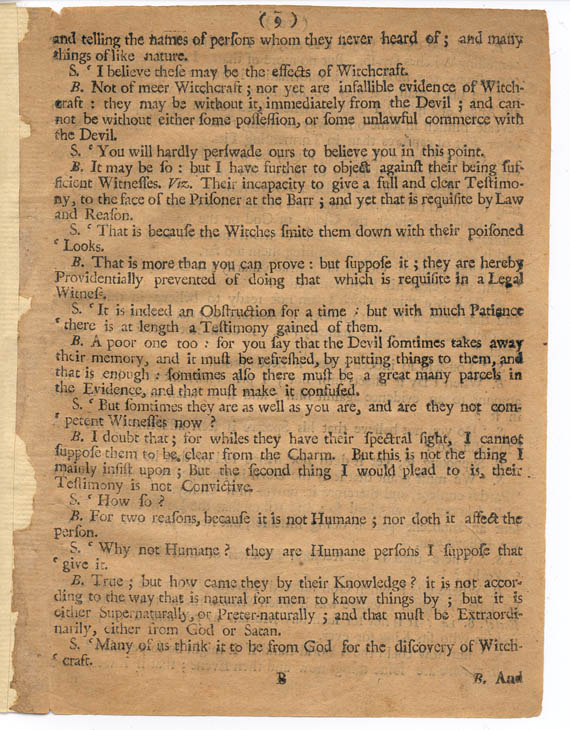 ( 9 )
and telling the names of persons whom they never heard of ; and many
things of like nature.
S. ‘ I believe these may be the effects of Witchcraft.
B. Not of meer Witchcraft ; nor yet are infallible evidence of Witch-
craft : they may be without it, immediately from the Devil ; and can-
not be without either some possession, or some unlawful commerce with
the Devil.
S. ‘ You will hardly perswade ours to believe you in this point.
B. It may be so : but I have further to object against their being suf-
ficient Witnesses. Viz. Their incapacity to give a full and clear Testimo-
ny, to the face of the Prisoner at the Barr ; and yet that is requisite by Law
and Reason.
S. ‘ That is because the Witches smite them down with their poisoned
‘ Looks.
B. That is more than you can prove : but suppose it ; they are hereby
Providentially prevented of doing that which is requisite in a Legal
Witness.
S. ‘ It is indeed an Obstruction for a time : but with much Patiance
‘ there is at length a Testimony gained of them.
B. A poor one too : for you say that the Devil somtimes takes away
their memory, and it must be refreshed, by putting things to them, and
that is enough : somtimes also there must be a great many parcels in
the Evidence, and that must make it confused.
S. ‘ But somtimes they are as well as you are, and are they not com-
‘ petent Witnesses now ?
B. I doubt that ; for whiles they have their spectral sight, I cannot
suppose them to be clear from the Charm. But this is not the thing I
mainly insist upon ; But the second thing I would plead to is, their
Testimony is not Convictive.
S. ‘ How so ?
B. For two reasons, because it is not Humane ; nor doth it affect the
person.
S. ‘ Why not Humane ? they are Humane persons I suppose that
‘ give it.
B. True ; but how came they by their Knowledge ? it is not accor-
ding to the way that is natural for men to know things by ; but it is
either Supernaturally, or Preter-naturally ; and that must be Extraordi-
narily, either from God or Satan.
S. ‘ Many of us think it to be from God for the discovery of Witch-
‘ craft.
B B. And